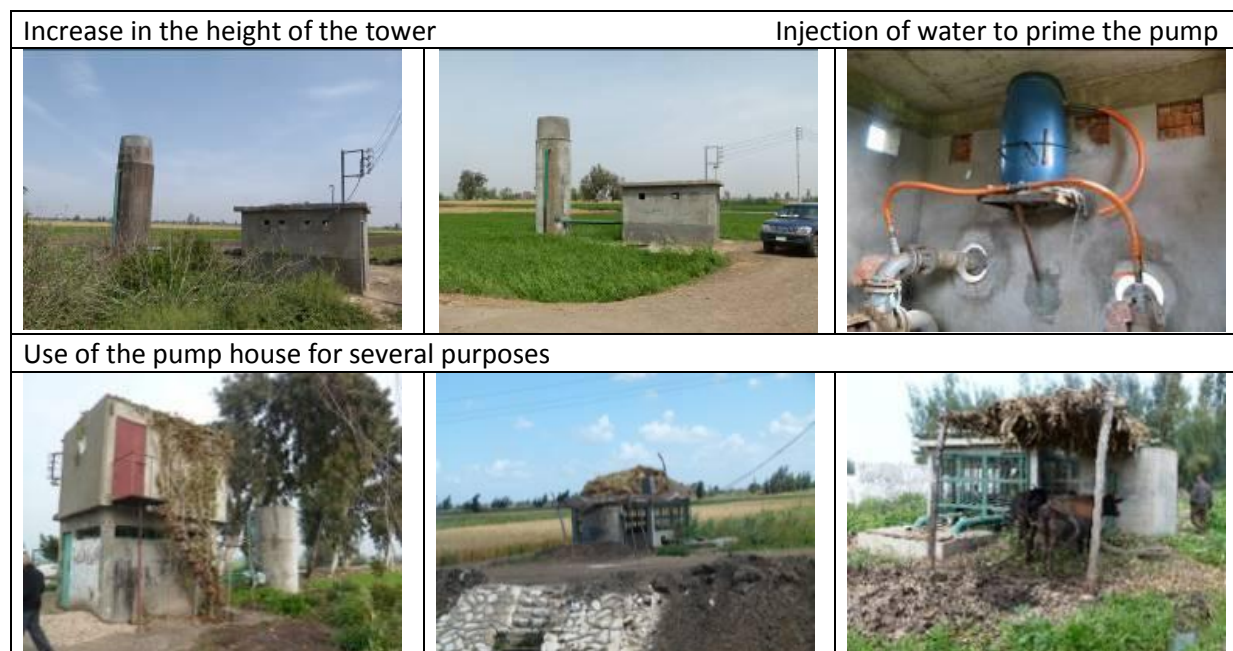 Increase in the height of the tower
Injection of water to prime the pump
Use of the pump house for several purposes